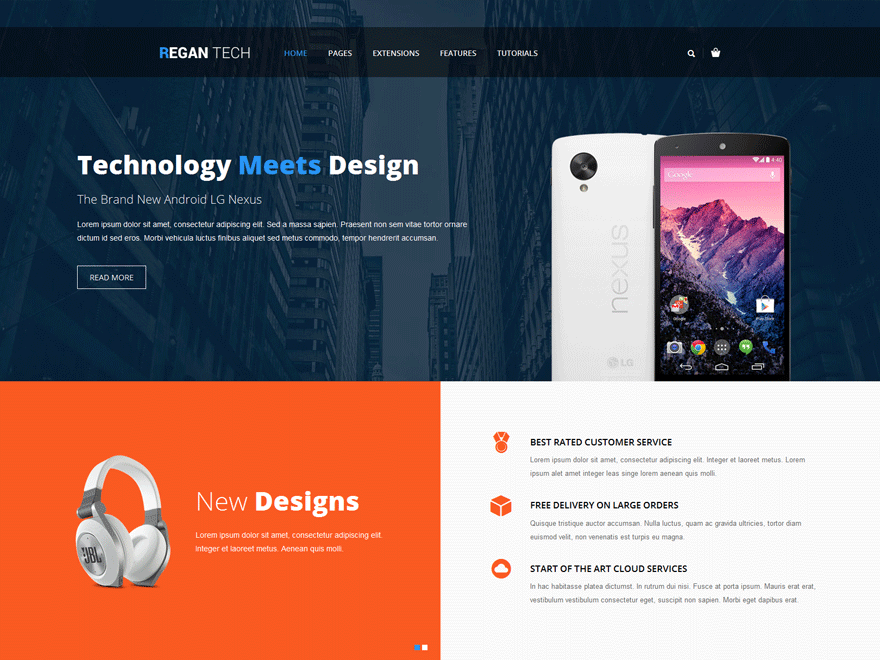 REGAN TECH
HOME PAGES EXTENSIONS FEATURES TUTORIALS
Technology Meets Design
The Brand New Android LG Nexus
Lorem ipsum dolor sit amet, consectetur adipiscing elit. Sed a massa sapien. Praesent non sem vitae tortor ornare
dictum id sed eros. Morbi vehicula luctus finibus aliquet sed metus commodo, tempor hendrerit accumsan.
READ MORE
nexus
LG
4:40
Google
New Designs
Lorem ipsum dolor sit amet, consectetur adipiscing elit.
Integer et laoreet metus. Aenean quis moll.
JBL
BEST RATED CUSTOMER SERVICE
Lorem ipsum dolor sit amet, consectetur adipiscing elit. Integer et laoreet metus. Lorem
ipsum alet amet integer leas singe lorem aenean quis molli.
FREE DELIVERY ON LARGE ORDERS
Quisque tristique auctor accumsan. Nulla luctus, quam ac gravida ultricies, tortor diam
euismod velit, non venenatis est turpis eu magna.
START OF THE ART CLOUD SERVICES
In hac habitasse platea dictumst. In rutrum dui nisi. Fusce at porta ipsum. Mauris erat erat,
vestibulum vestibulum consectetur eget, suscipit non sapien. Morbi eget dapibus erat.